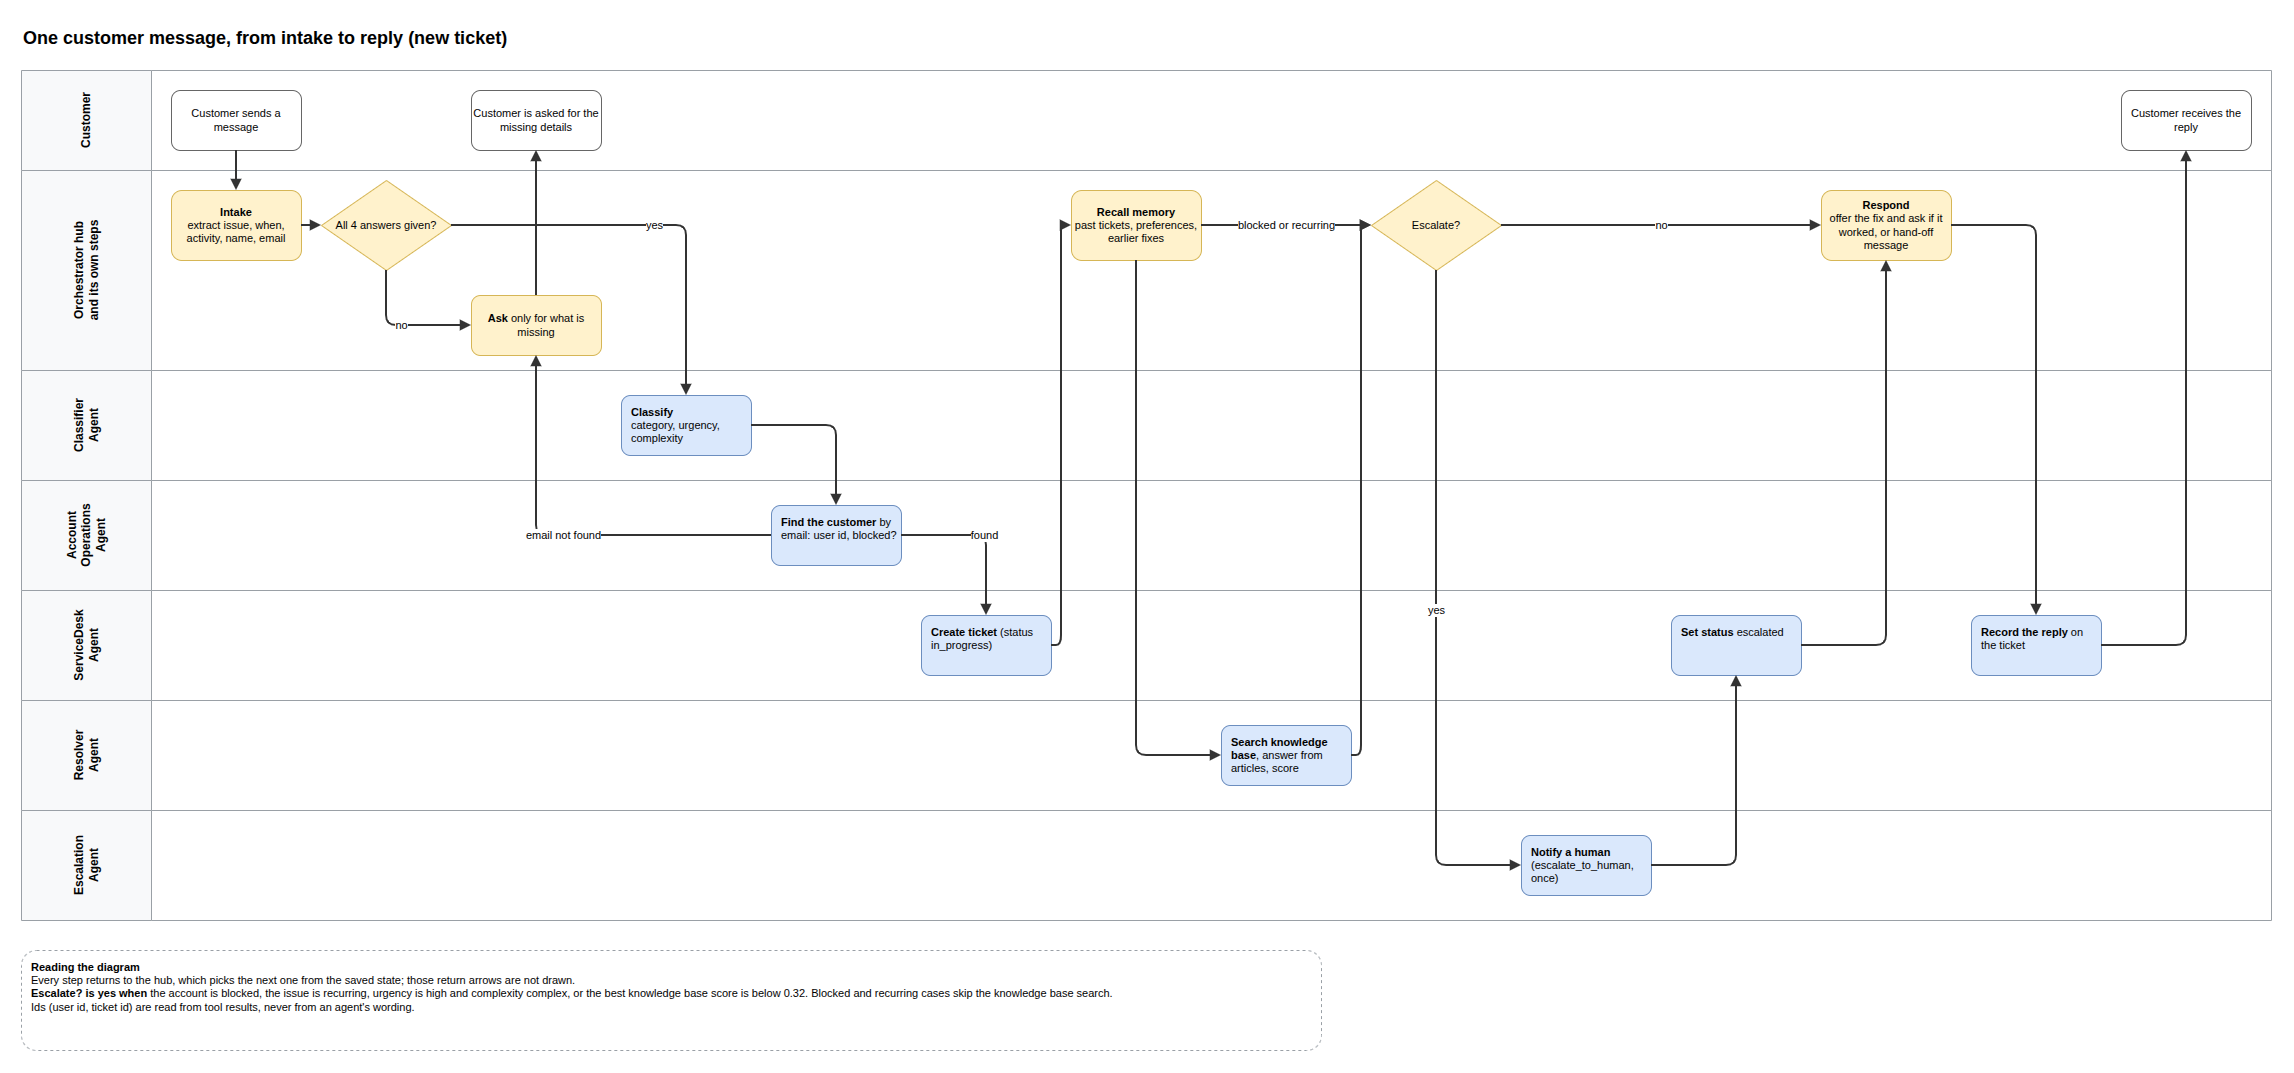 One customer message, from intake to reply (new ticket)
Customer
Customer sends a
message
Customer is asked for the
missing details
Customer receives the
reply
Orchestrator hub
and its own steps
Intake
extract issue, when,
activity, name, email
All 4 answers given?
yes
no
Ask only for what is
missing
Recall memory
past tickets, preferences,
earlier fixes
blocked or recurring
Escalate?
no
Respond
offer the fix and ask if it
worked, or hand-off
message
Classifier
Agent
Classify
category, urgency,
complexity
Account
Operations
Agent
email not found
Find the customer by
email: user id, blocked?
found
ServiceDesk
Agent
Create ticket (status
in_progress)
yes
Set status escalated
Record the reply on
the ticket
Resolver
Agent
Search knowledge
base, answer from
articles, score
Escalation
Agent
Notify a human
(escalate_to_human,
once)
Reading the diagram
Every step returns to the hub, which picks the next one from the saved state; those return arrows are not drawn.
Escalate? is yes when the account is blocked, the issue is recurring, urgency is high and complexity complex, or the best knowledge base score is below 0.32. Blocked and recurring cases skip the knowledge base search.
Ids (user id, ticket id) are read from tool results, never from an agent's wording.